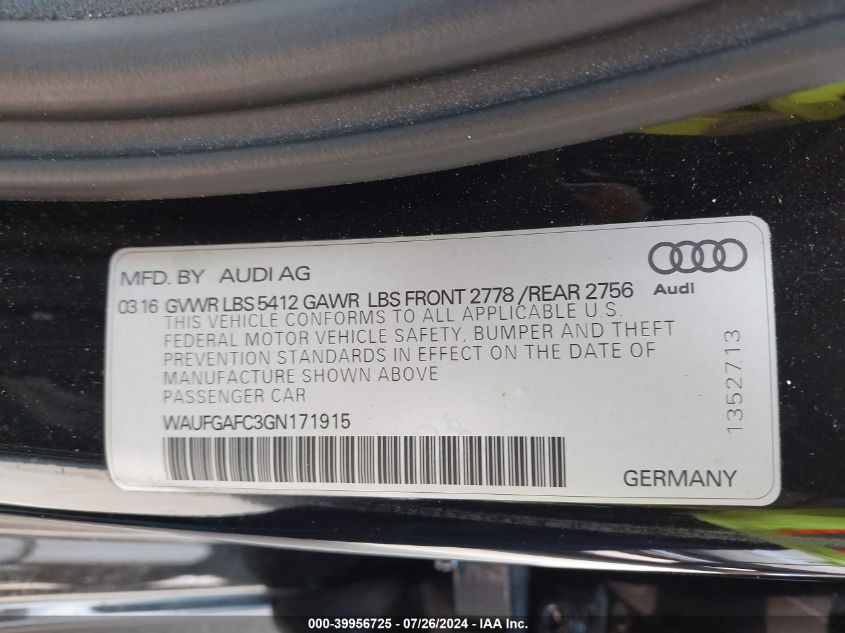 MFD. BY AUDI AG
Audi
03 16 GVWR LBS 5412 GAWR LBS FRONT 2778 / REAR 2756
THIS VEHICLE CONFORMS TO ALL APPLICABLE U.S.
FEDERAL MOTOR VEHICLE SAFETY, BUMPER AND THEFT
PREVENTION STANDARDS IN EFFECT ON THE DATE OF
MANUFACTURE SHOWN ABOVE
PASSENGER CAR
WAUFGAFC3GN171915
GERMANY
1352713
000-39956725 - 07/26/2024 - IAA Inc.